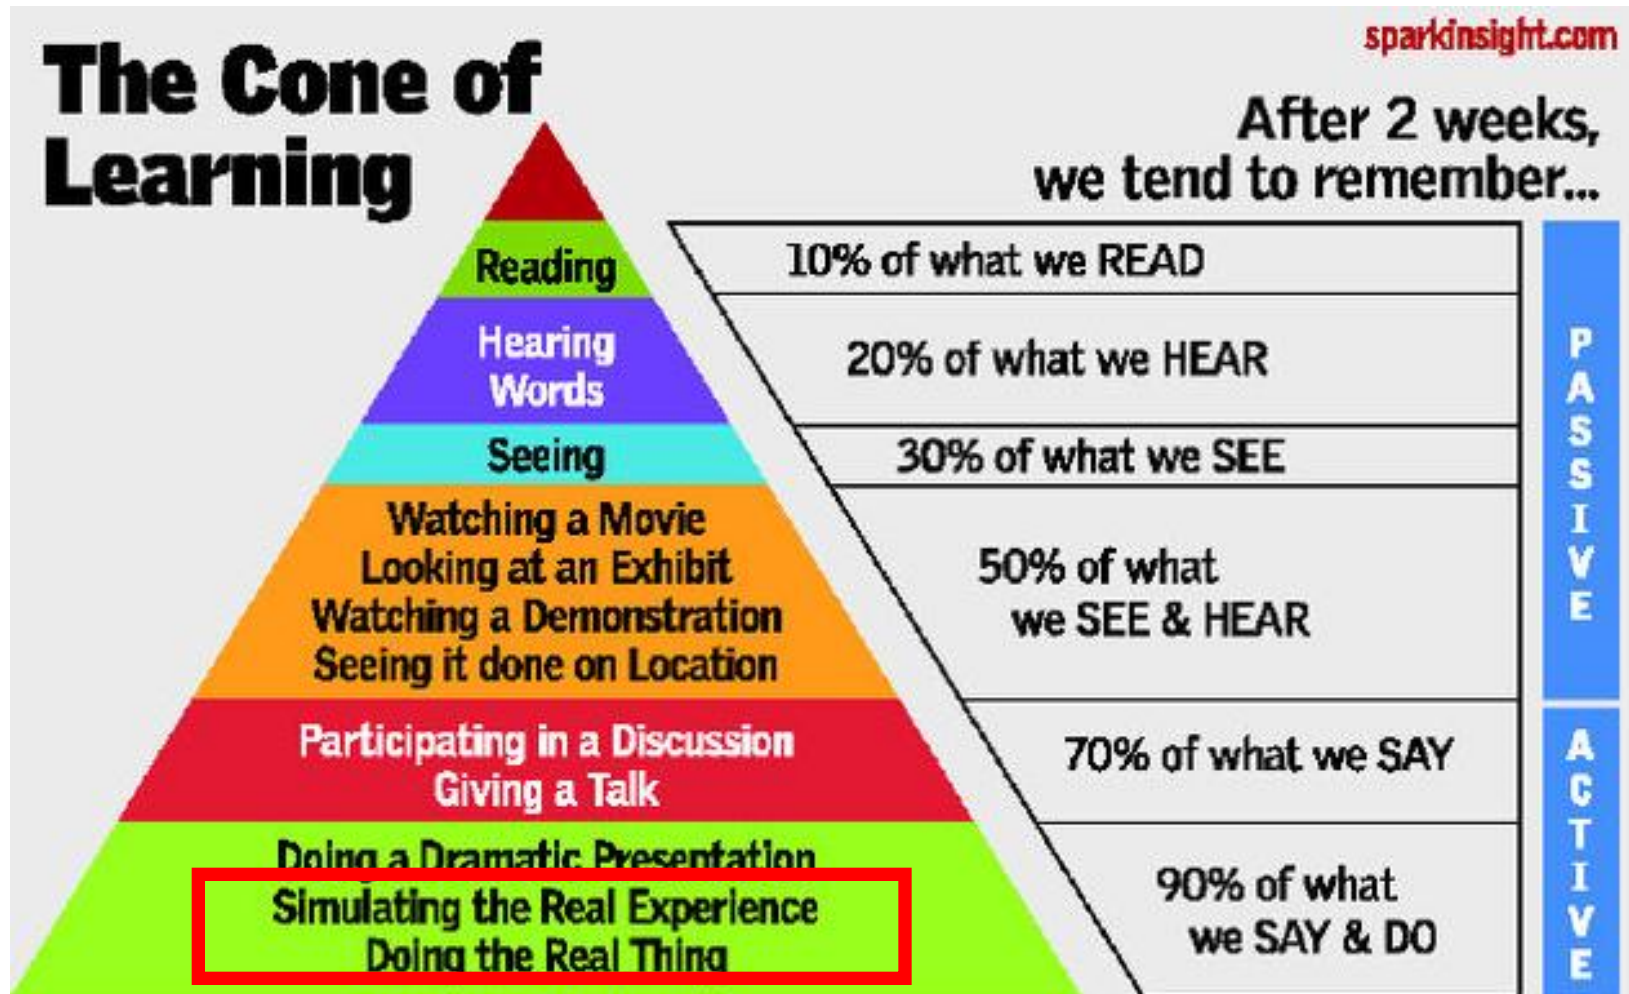 sparkinsight.com
The Cone of
Learning
After 2 weeks,
we tend to remember...
Reading
10% of what we READ
Hearing
Words
20% of what we HEAR
Seeing
30% of what we SEE
Watching a Movie
Looking at an Exhibit
Watching a Demonstration
Seeing it done on Location
50% of what
we SEE & HEAR
PASSIVE
Participating in a Discussion
Giving a Talk
70% of what we SAY
Doing a Dramatic Presentation
Simulating the Real Experience
Doing the Real Thing
90% of what
we SAY & DO
ACTIVE